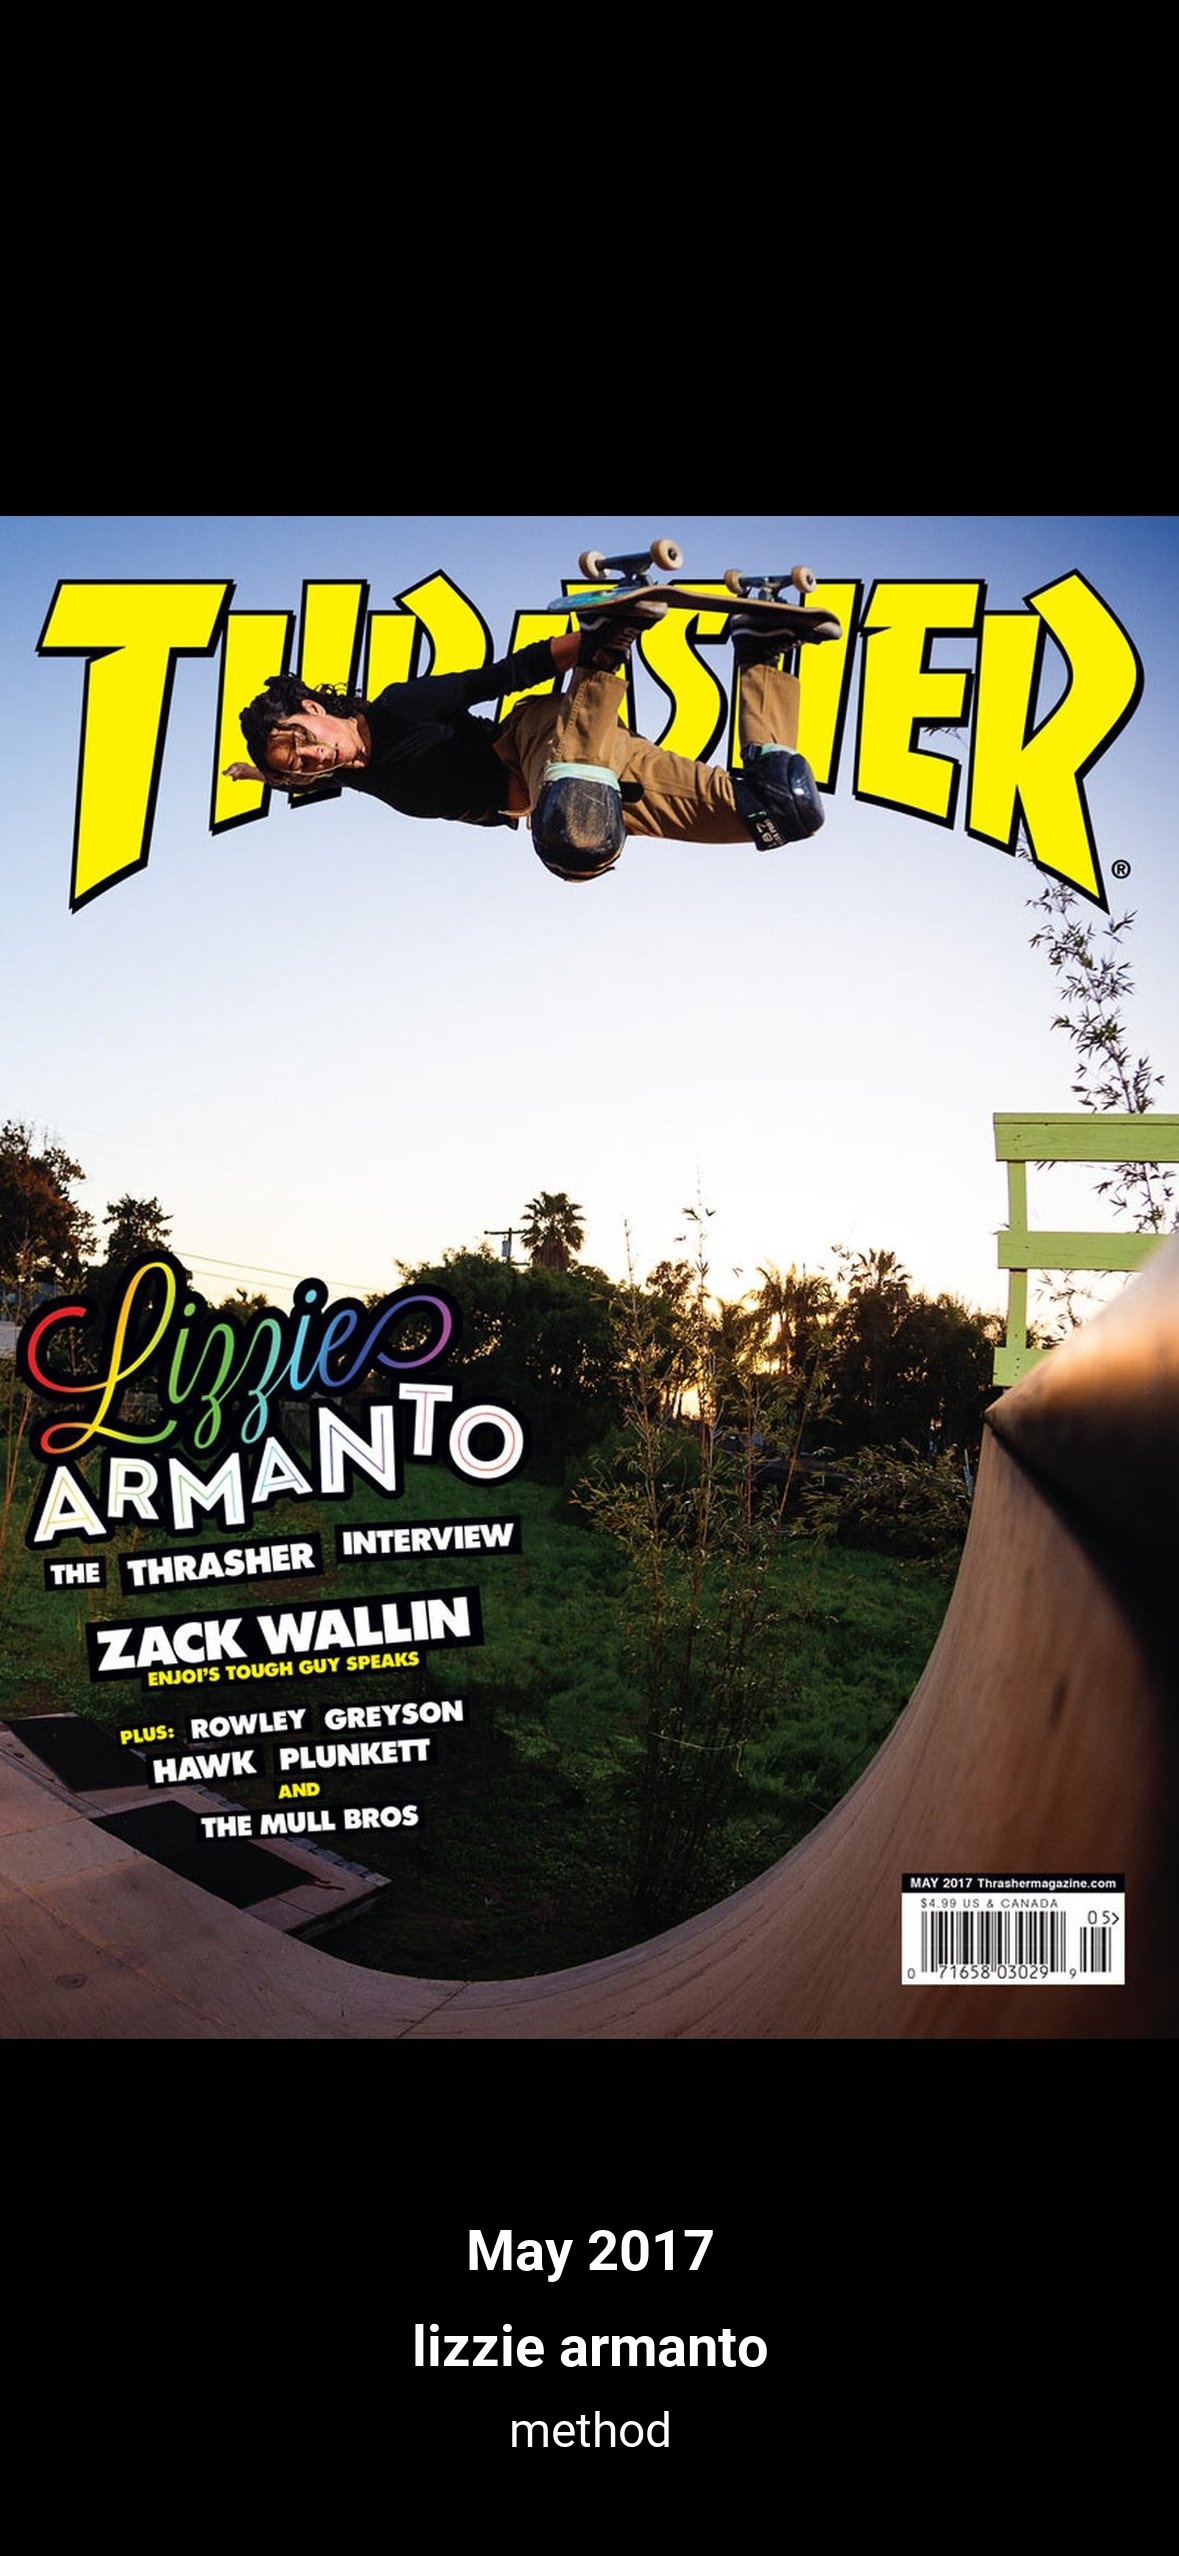 THRASHER
®
Lizzie
ARMANTO
THE THRASHER INTERVIEW
ZACK WALLIN
ENJOI'S TOUGH GUY SPEAKS
PLUS: ROWLEY GREYSON
HAWK PLUNKETT
AND
THE MULL BROS
MAY 2017 Thrashermagazine.com
$4.99 US & CANADA
05>
0 71658 03029 9
May 2017
lizzie armanto
method